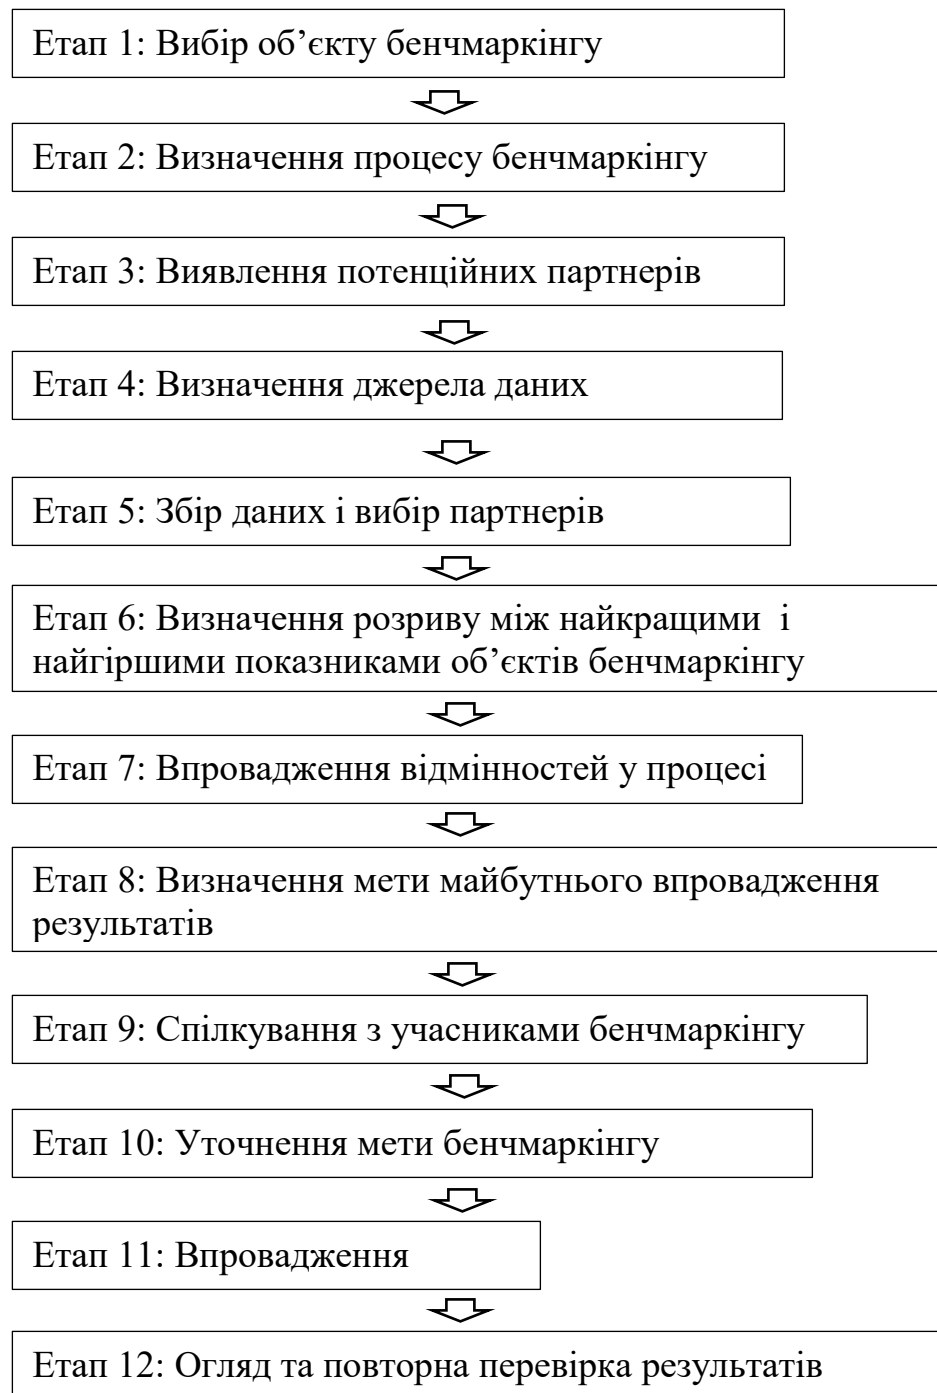 Етап 1: Вибір об’єкту бенчмаркінгу
Етап 2: Визначення процесу бенчмаркінгу
Етап 3: Виявлення потенційних партнерів
Етап 4: Визначення джерела даних
Етап 5: Збір даних і вибір партнерів
Етап 6: Визначення розриву між найкращими і
найгіршими показниками об’єктів бенчмаркінгу
Етап 7: Впровадження відмінностей у процесі
Етап 8: Визначення мети майбутнього впровадження
результатів
Етап 9: Спілкування з учасниками бенчмаркінгу
Етап 10: Уточнення мети бенчмаркінгу
Етап 11: Впровадження
Етап 12: Огляд та повторна перевірка результатів